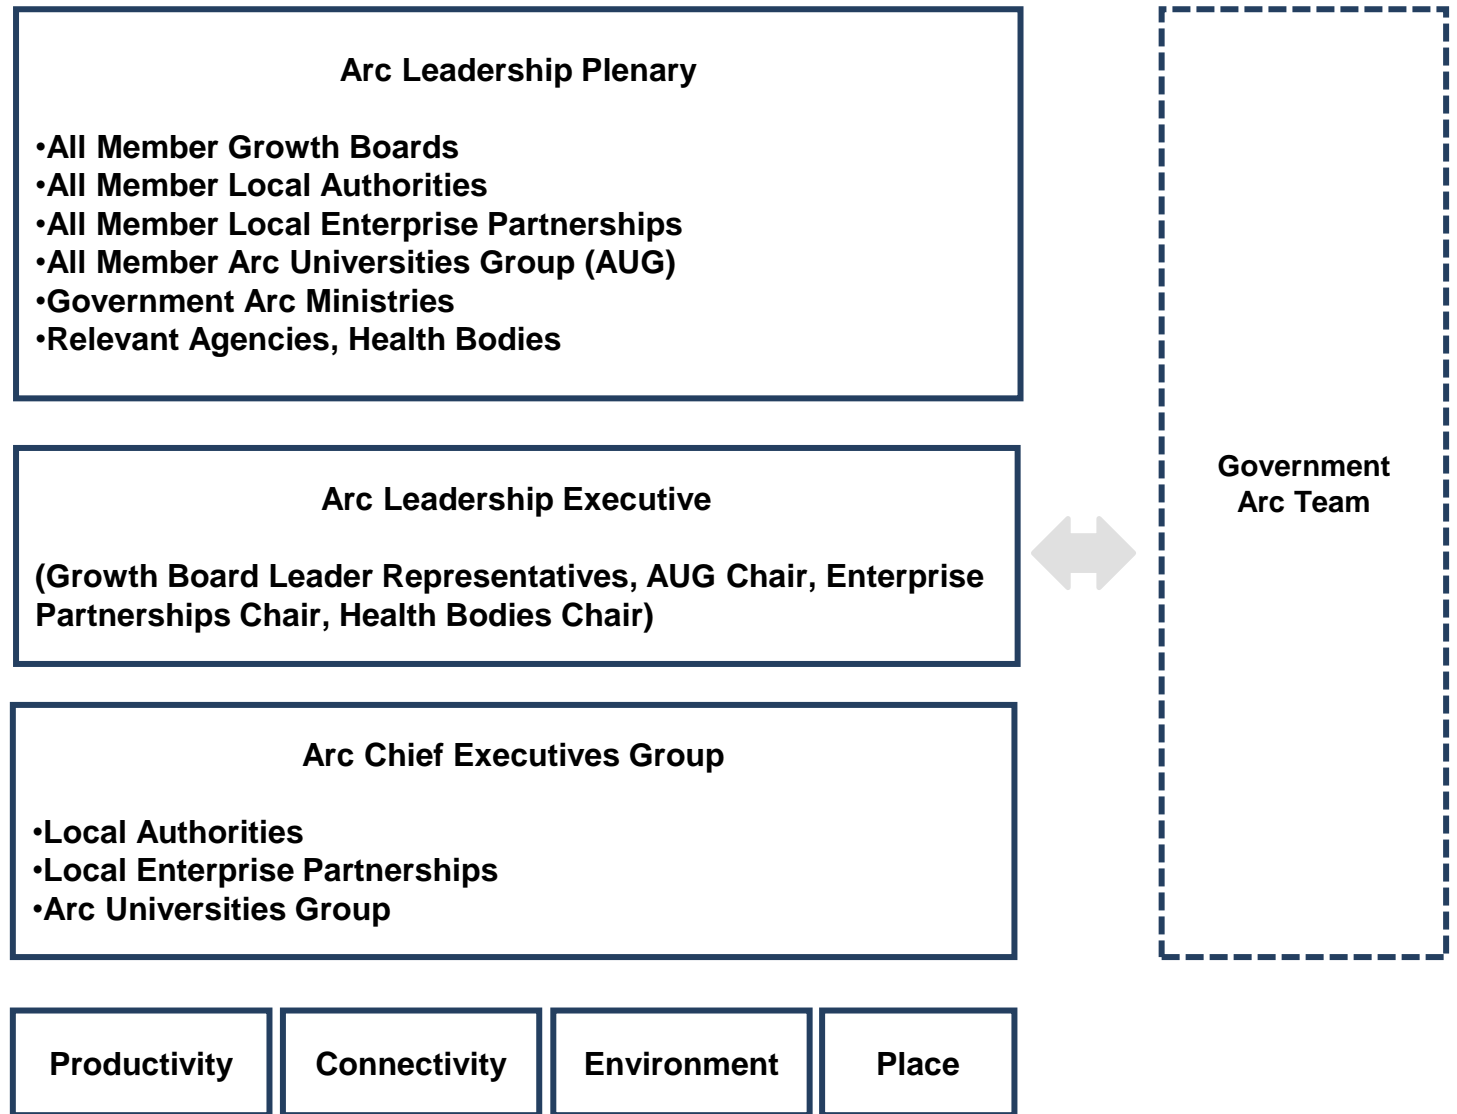 Arc Leadership Plenary
•All Member Growth Boards
•All Member Local Authorities
•All Member Local Enterprise Partnerships
•All Member Arc Universities Group (AUG)
•Government Arc Ministries
•Relevant Agencies, Health Bodies
Arc Leadership Executive
(Growth Board Leader Representatives, AUG Chair, Enterprise
Partnerships Chair, Health Bodies Chair)
Government
Arc Team
Arc Chief Executives Group
•Local Authorities
•Local Enterprise Partnerships
•Arc Universities Group
Productivity
Connectivity
Environment
Place